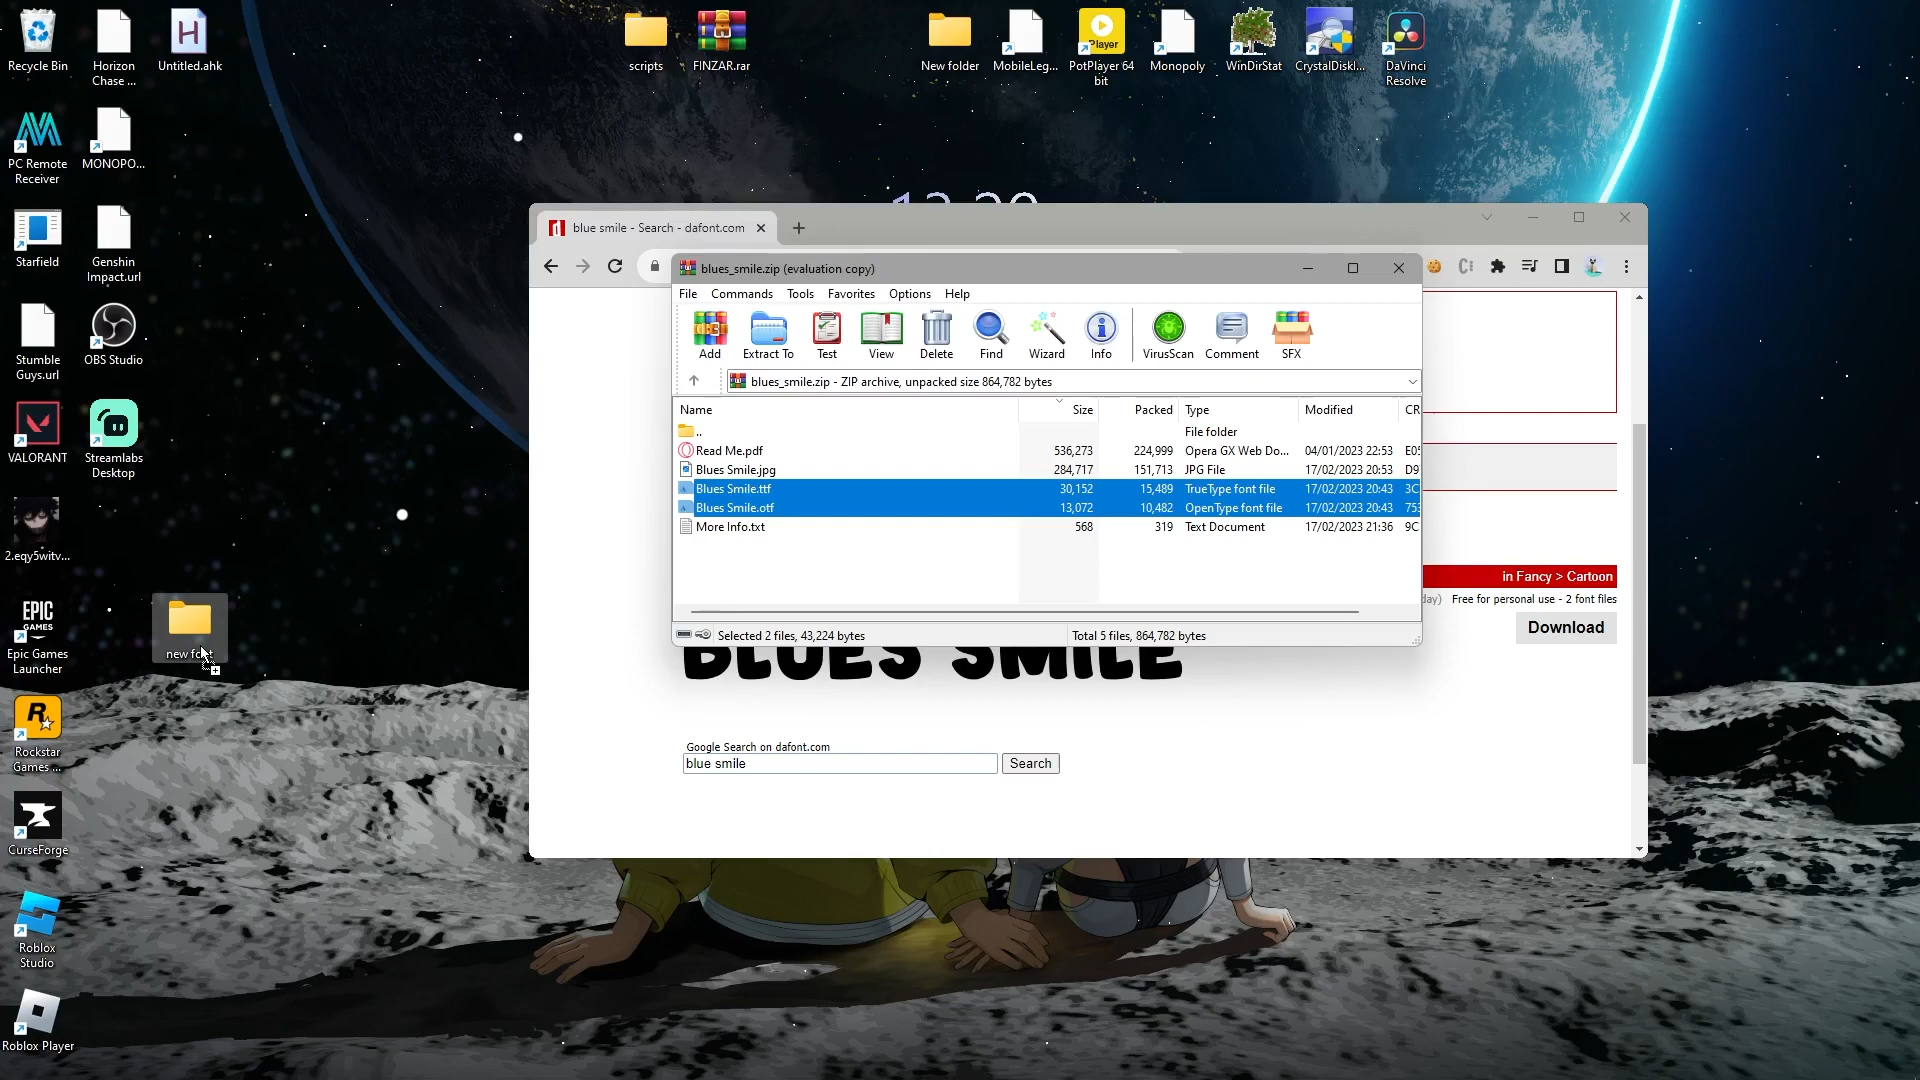 Recycle Bin
Horizon
Chase ...
Untitled.ahk
scripts
FINZAR.rar
New folder
MobileLeg...
PotPlayer 64
bit
Monopoly
WinDirStat
CrystalDiskI...
DaVinci
Resolve
PC Remote
Receiver
MONOPO...
Starfield
Genshin
Impact.url
Stumble
Guys.url
OBS Studio
VALORANT
Streamlabs
Desktop
2.eqy5witv...
EPIC
GAMES
Epic Games
Launcher
Rockstar
Games ...
CurseForge
Roblox
Studio
Roblox Player
blue smile - Search - dafont.com
blues_smile.zip (evaluation copy)
File Commands Tools Favorites Options Help
Add Extract To Test View Delete Find Wizard Info VirusScan Comment SFX
blues_smile.zip - ZIP archive, unpacked size 864,782 bytes
Name Size Packed Type Modified CR
.. File folder
Read Me.pdf 536,273 224,999 Opera GX Web Do... 04/01/2023 22:53
Blues Smile.jpg 284,717 151,713 JPG File 17/02/2023 20:53 D9
Blues Smile.ttf 30,152 15,489 TrueType font file 17/02/2023 20:43 3C
Blues Smile.otf 13,072 10,482 OpenType font file 17/02/2023 20:43
More Info.txt 568 319 Text Document 17/02/2023 21:36 9C
Selected 2 files, 43,224 bytes Total 5 files, 864,782 bytes
in Fancy > Cartoon
Free for personal use - 2 font files
Download
BLUES SMILE
Google Search on dafont.com
blue smile Search